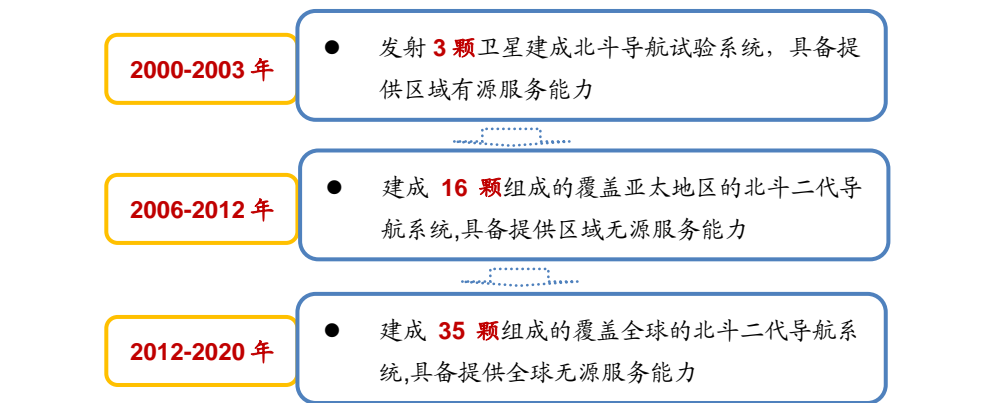 2000-2003 年
● 发射 3 颗卫星建成北斗导航试验系统，具备提
供区域有源服务能力
2006-2012 年
● 建成 16 颗组成的覆盖亚太地区的北斗二代导
航系统,具备提供区域无源服务能力
2012-2020 年
● 建成 35 颗组成的覆盖全球的北斗二代导航系
统,具备提供全球无源服务能力